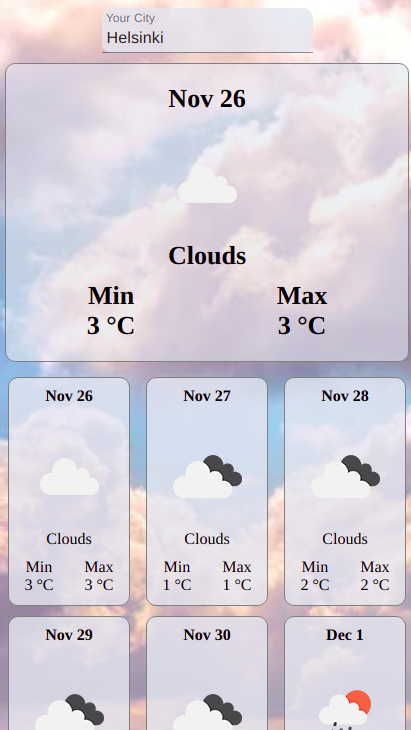 Your City
Helsinki
Nov 26
Clouds
Min Max
3 °C 3 °C
Nov 26
Clouds
Min Max
3 °C 3 °C
Nov 27
Clouds
Min Max
1 °C 1 °C
Nov 28
Clouds
Min Max
2 °C 2 °C
Nov 29
Nov 30
Dec 1